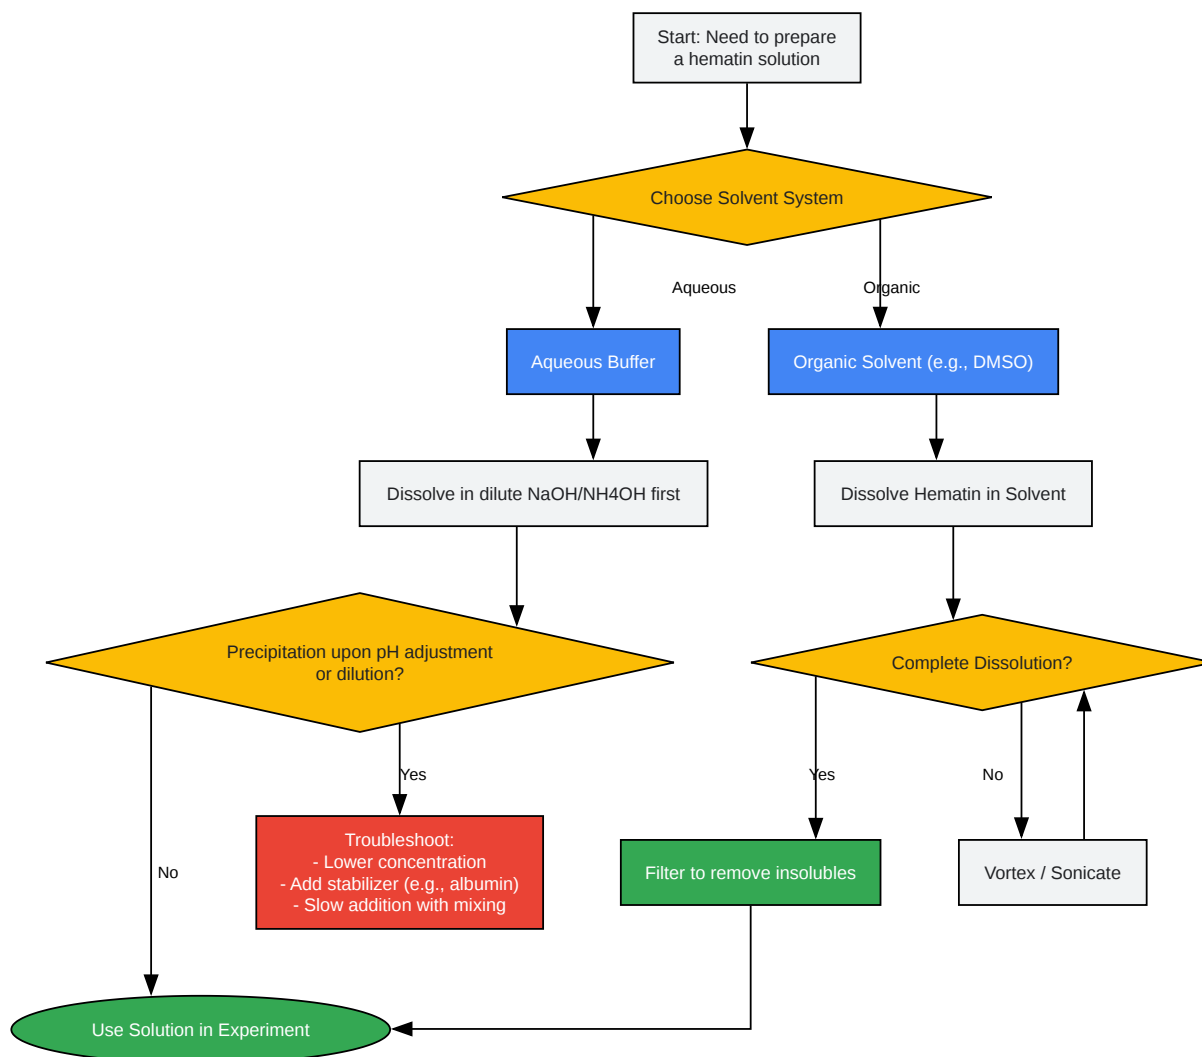 Start: Need to prepare
a hematin solution
Choose Solvent System
Aqueous
Organic
Aqueous Buffer
Organic Solvent (e.g., DMSO)
Dissolve in dilute NaOH/NH4OH first
Dissolve Hematin in Solvent
Precipitation upon pH adjustment
or dilution?
Complete Dissolution?
Yes
Yes
No
Troubleshoot:
- Lower concentration
- Add stabilizer (e.g., albumin)
- Slow addition with mixing
No
Filter to remove insolubles
Vortex / Sonicate
Use Solution in Experiment